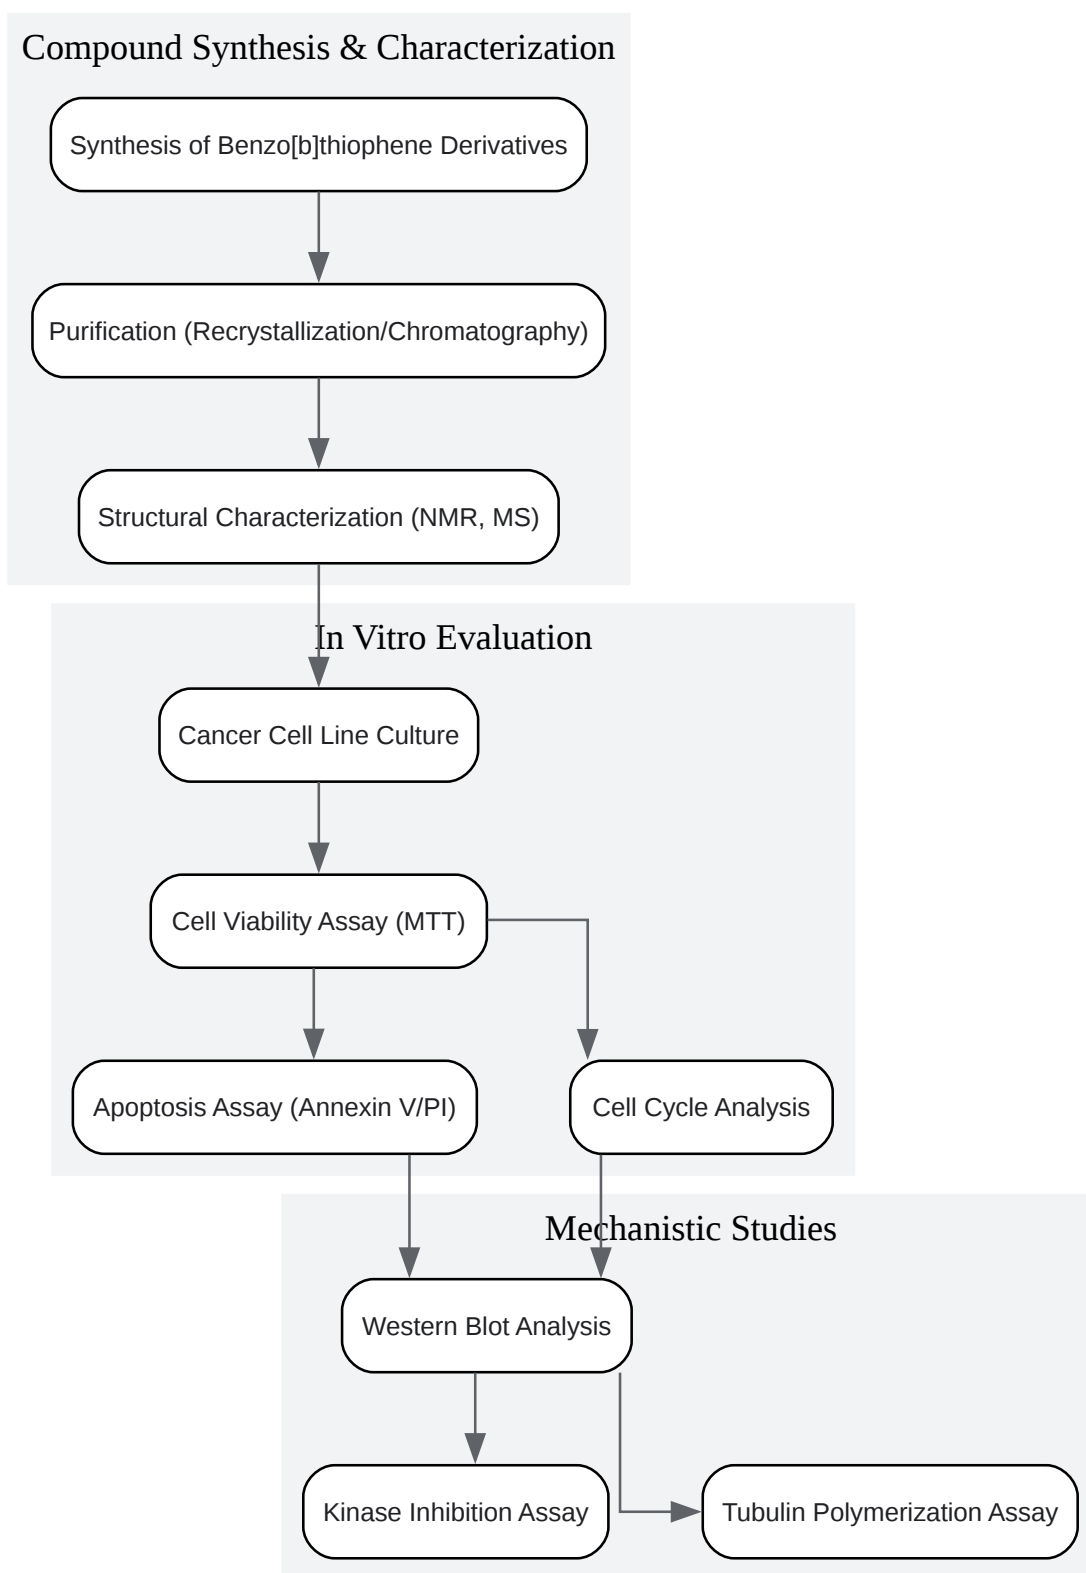 Compound Synthesis & Characterization
Synthesis of Benzo[b]thiophene Derivatives
Purification (Recrystallization/Chromatography)
Structural Characterization (NMR, MS)
In Vitro Evaluation
Cancer Cell Line Culture
Cell Viability Assay (MTT)
Apoptosis Assay (Annexin V/PI)
Cell Cycle Analysis
Mechanistic Studies
Western Blot Analysis
Kinase Inhibition Assay
Tubulin Polymerization Assay